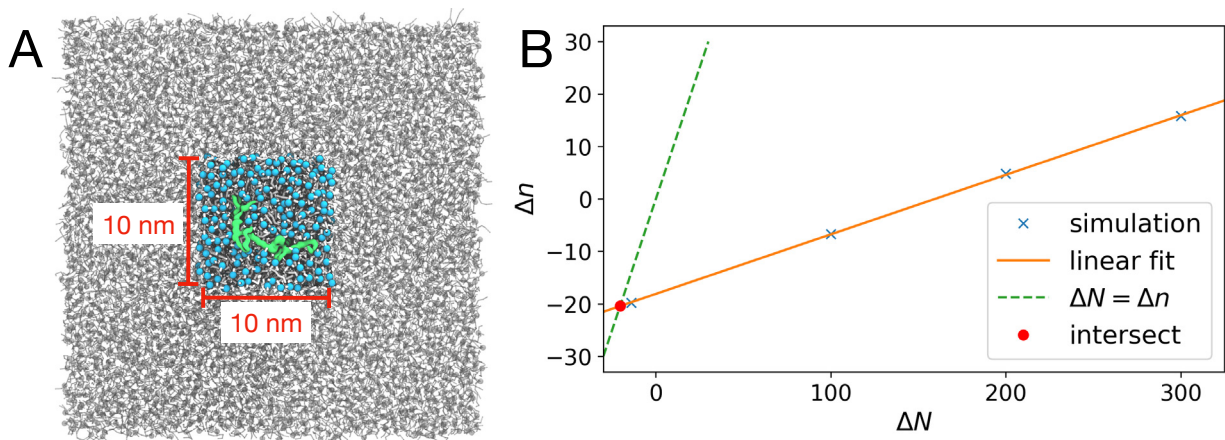 A
10 nm
10 nm
B
30
20
10
0
−10
−20
−30
Δn
0
100
200
300
ΔN
simulation
linear fit
ΔN = Δn
intersect